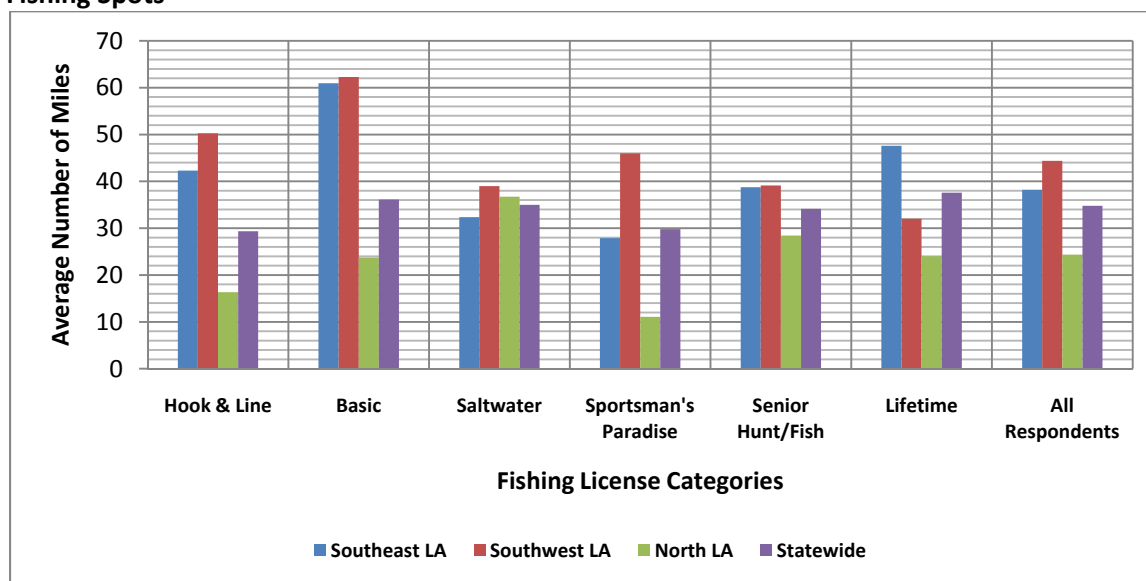 Fishing Spots
Average Number of Miles
70
60
50
40
30
20
10
0
Hook & Line
Basic
Saltwater
Sportsman's
Paradise
Senior
Hunt/Fish
Lifetime
All
Respondents
Fishing License Categories
Southeast LA Southwest LA North LA Statewide